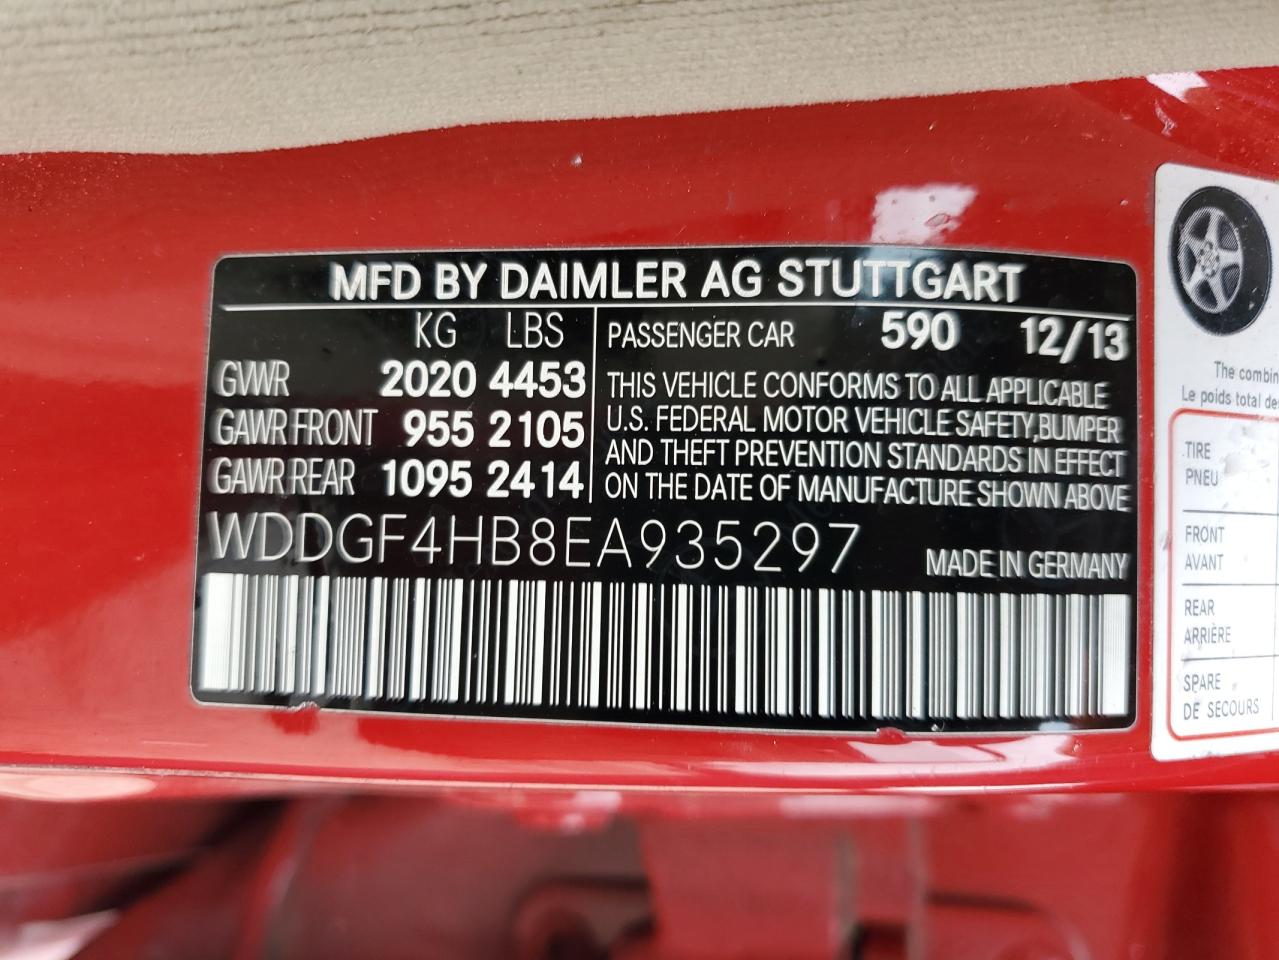 MFD BY DAIMLER AG STUTTGART
KG LBS
GVWR 2020 4453
GAWR FRONT 955 2105
GAWR REAR 1095 2414
PASSENGER CAR 590 12/13
THIS VEHICLE CONFORMS TO ALL APPLICABLE
U.S. FEDERAL MOTOR VEHICLE SAFETY, BUMPER
AND THEFT PREVENTION STANDARDS IN EFFECT
ON THE DATE OF MANUFACTURE SHOWN ABOVE
WDDGF4HB8EA935297
MADE IN GERMANY
The
Le poids total
TIRE
PNEU
FRONT
AVANT
REAR
ARRIÈRE
SPARE
DE SECOURS